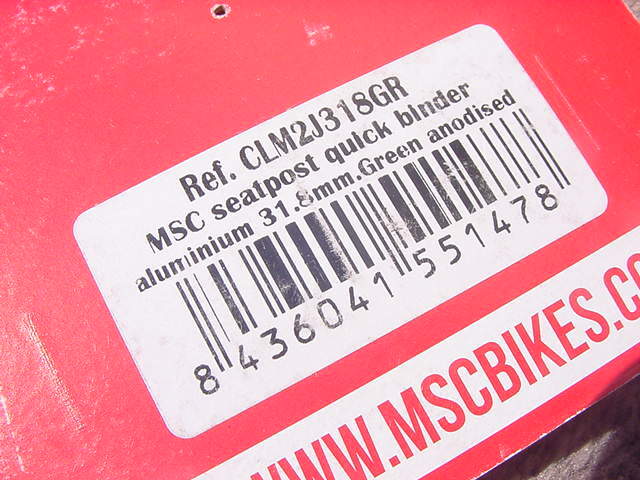 Ref. CLM2J318GR
MSC seatpost quick binder
aluminium 31.8mm.Green anodised
8 436041 551478
WWW.MSCBIKES.CO